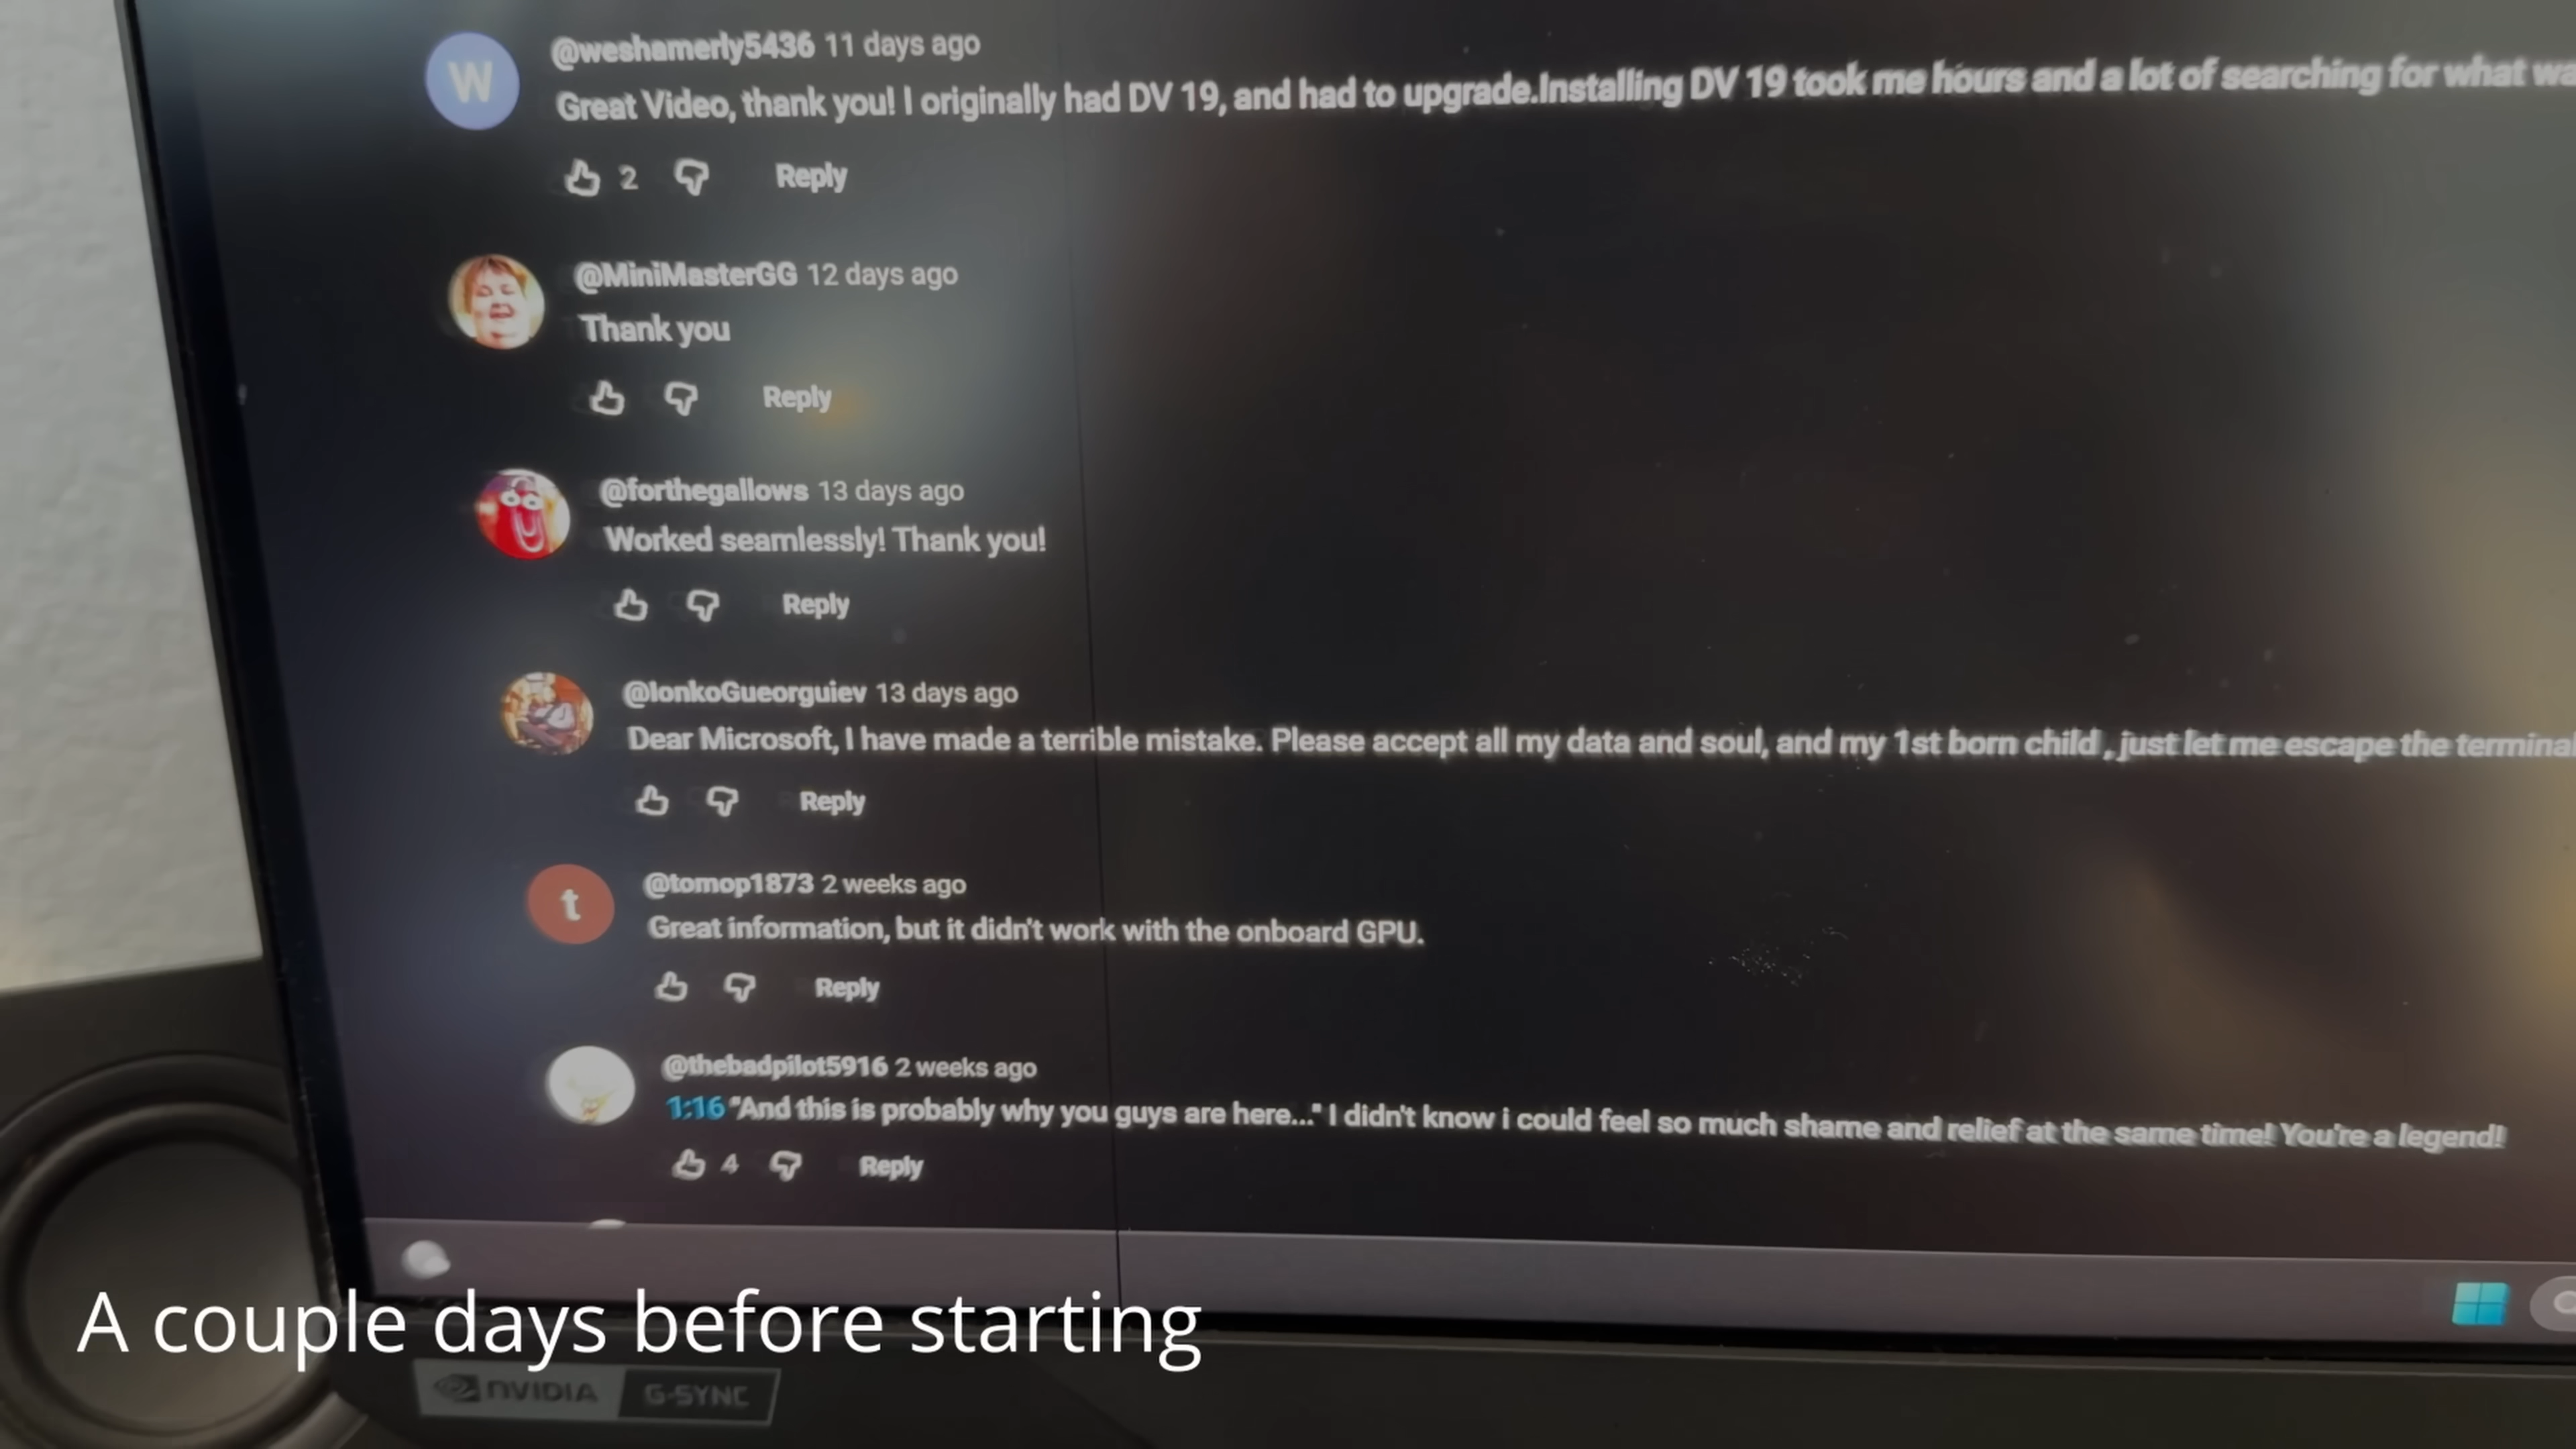 W
@weshamerly5436 11 days ago
Great Video, thank you! I originally had DV 19, and had to upgrade.Installing DV 19 took me hours and a lot of searching for what
2 Reply
@MiniMasterGG 12 days ago
Thank you
Reply
@forthegallows 13 days ago
Worked seamlessly! Thank you!
Reply
@IonkoGueorguiev 13 days ago
Dear Microsoft, I have made a terrible mistake. Please accept all my data and soul, and my 1st born child , just let me escape the terminal
Reply
t
@tomop1873 2 weeks ago
Great information, but it didn't work with the onboard GPU.
Reply
@thebadpilot5916 2 weeks ago
1:16 "And this is probably why you guys are here..." I didn't know i could feel so much shame and relief at the same time! You're a legend!
4 Reply
A couple days before starting
NVIDIA G-SYNC